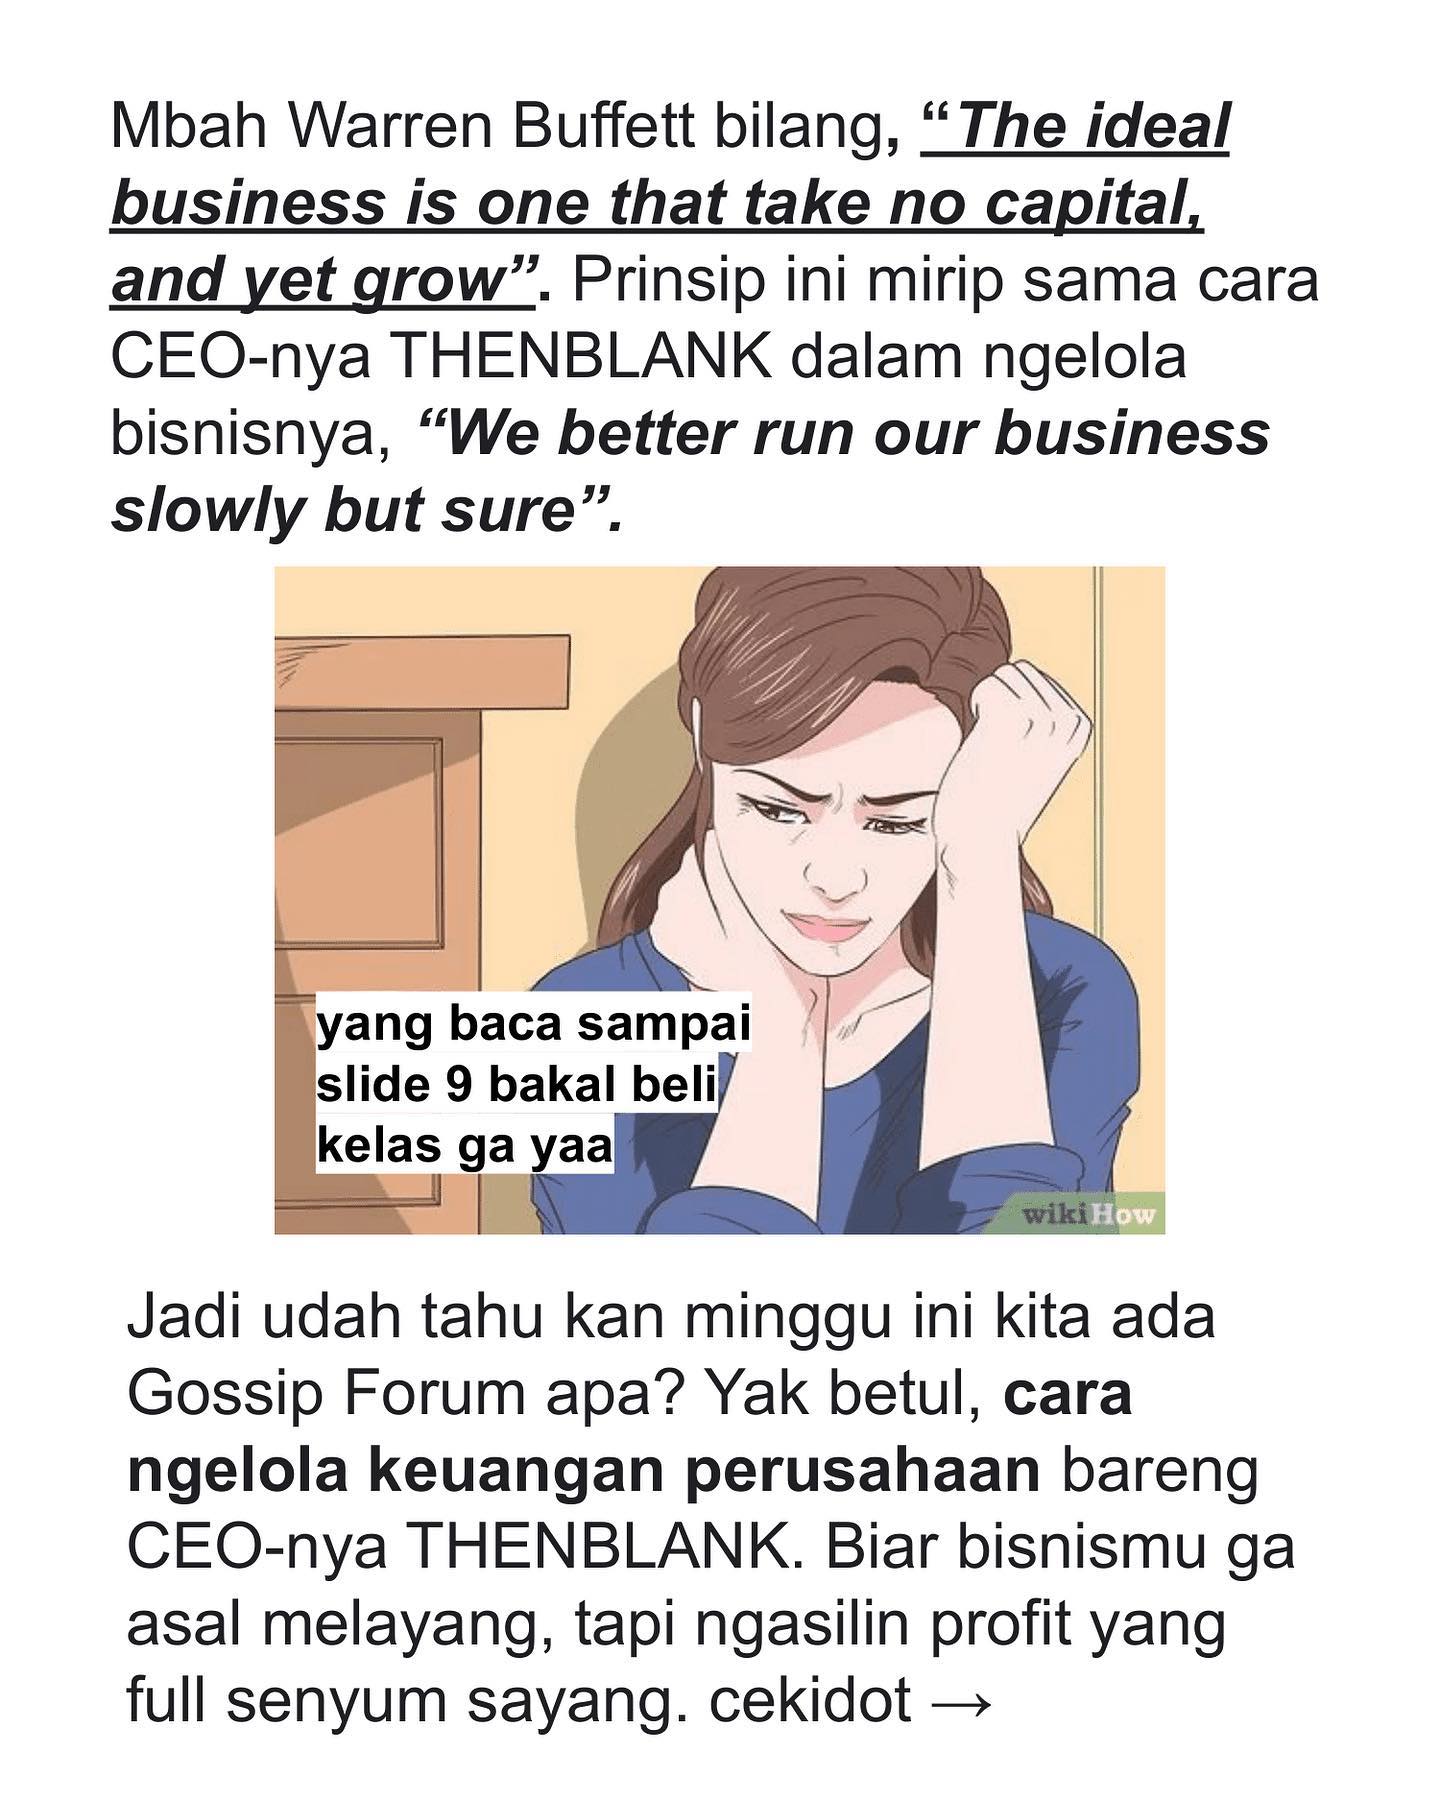 Mbah Warren Buffett bilang, “The ideal
business is one that take no capital,
and yet grow”. Prinsip ini mirip sama cara
CEO-nya THENBLANK dalam ngelola
bisnisnya, “We better run our business
slowly but sure”.
yang baca sampai
slide 9 bakal beli
kelas ga yaa
wikiHow
Jadi udah tahu kan minggu ini kita ada
Gossip Forum apa? Yak betul, cara
ngelola keuangan perusahaan bareng
CEO-nya THENBLANK. Biar bisnismu ga
asal melayang, tapi ngasilin profit yang
full senyum sayang. cekidot →